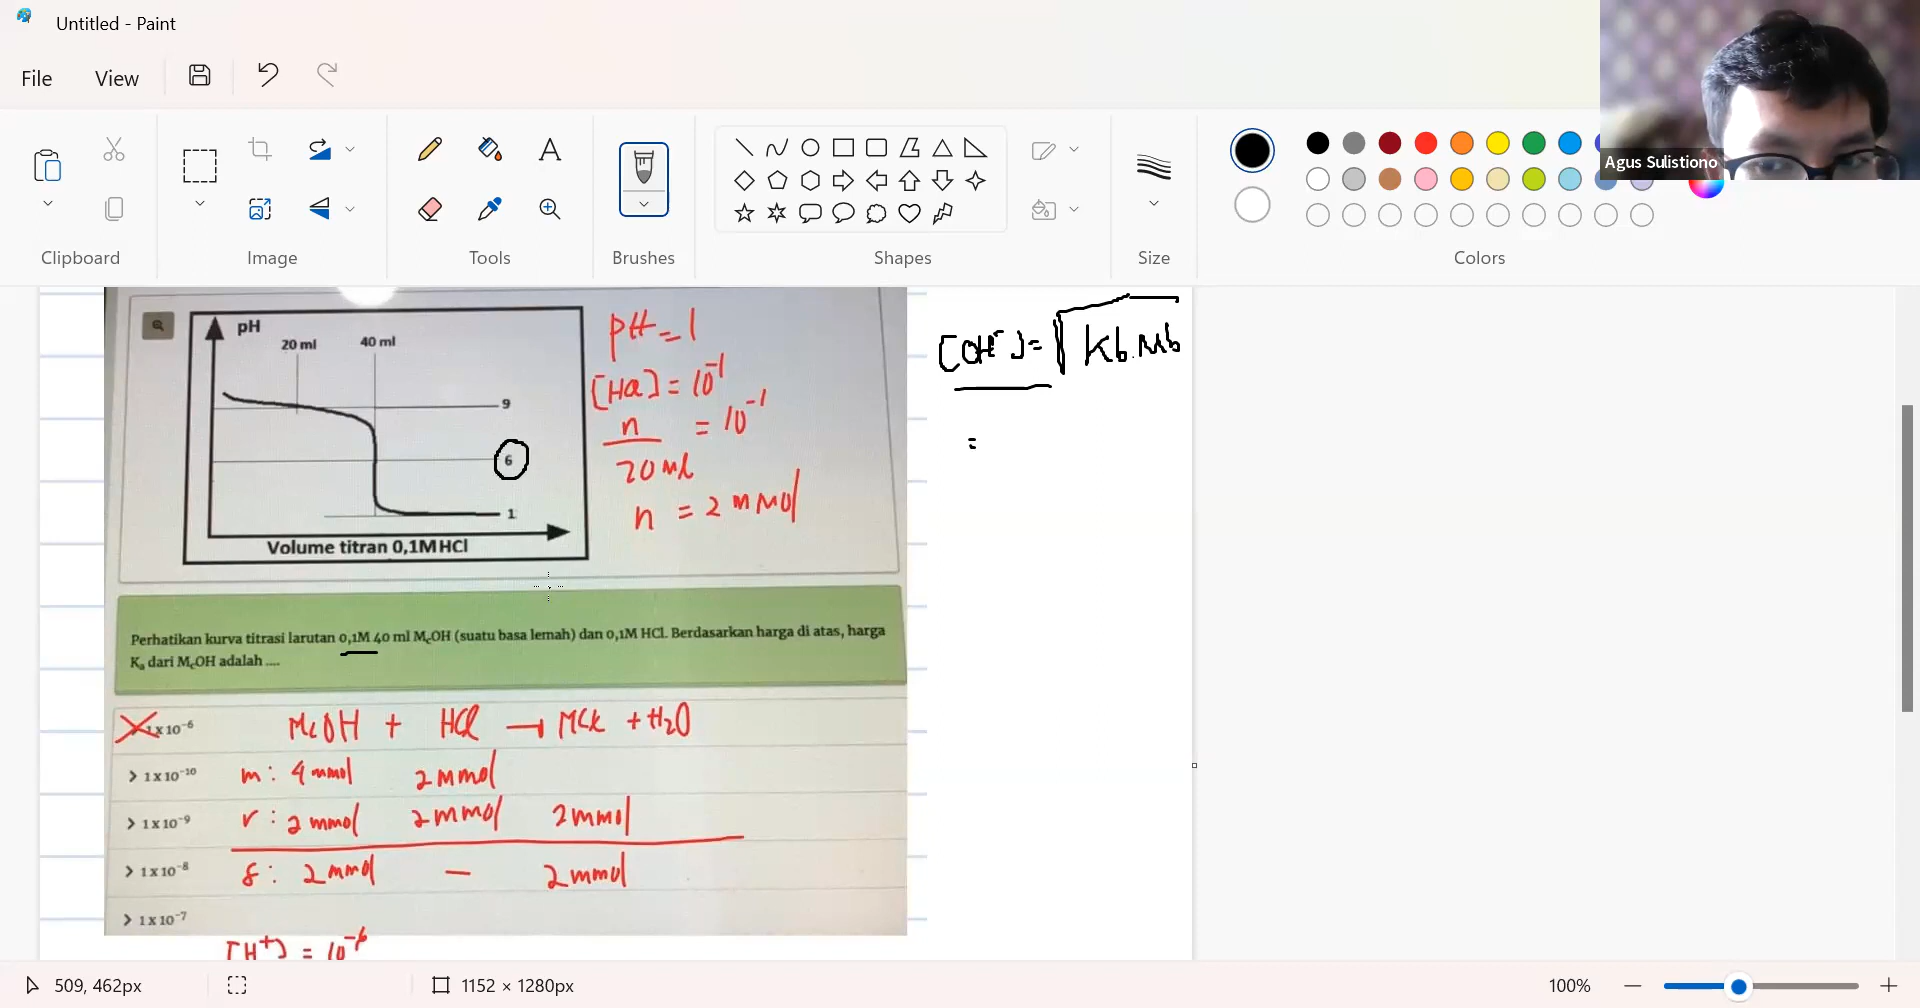 Untitled - Paint
File View
Clipboard
Image
Tools
Brushes
Shapes
Size
Colors
Agus Sulistiono
pH
20 ml 40 ml
9
6
1
Volume titran 0,1M HCl
pH = 1
[HCl] = 10⁻¹
n = 10⁻¹
20 ml
n = 2 mmol
[OH⁻] = √Kb.Mb
=
Perhatikan kurva titrasi larutan 0,1M 40 ml McOH (suatu basa lemah) dan 0,1M HCl. Berdasarkan harga di atas, harga
Ka dari McOH adalah ....
1 x 10⁻⁶
> 1 x 10⁻¹⁰
> 1 x 10⁻⁹
> 1 x 10⁻⁸
> 1 x 10⁻⁷
McOH + HCl → + H₂O
m : 4 mmol 2 mmol
r : 2 mmol 2 mmol 2 mmol
s : 2 mmol — 2 mmol
[H⁺] = 10⁻⁶
509, 462px
1152 × 1280px
100%